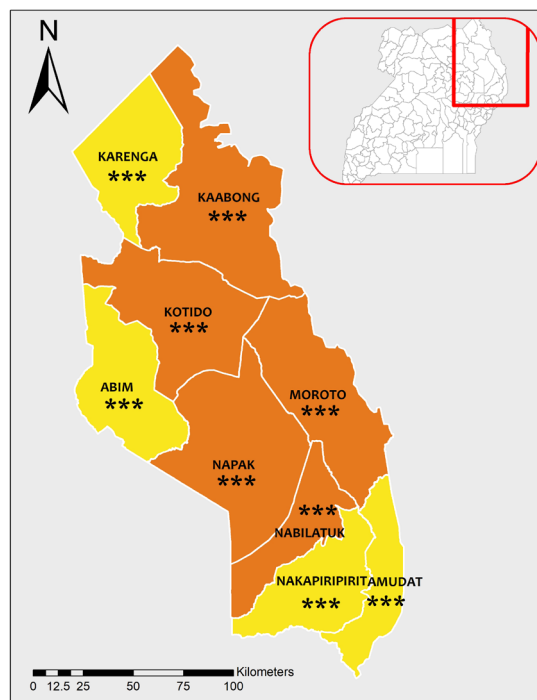 N
KARENGA
***
KAABONG
***
KOTIDO
***
ABIM
***
MOROTO
***
NAPAK
***
***
NABILATUK
NAKAPIRIPIRIT
***
AMUDAT
***
Kilometers
0 12.5 25 50 75 100